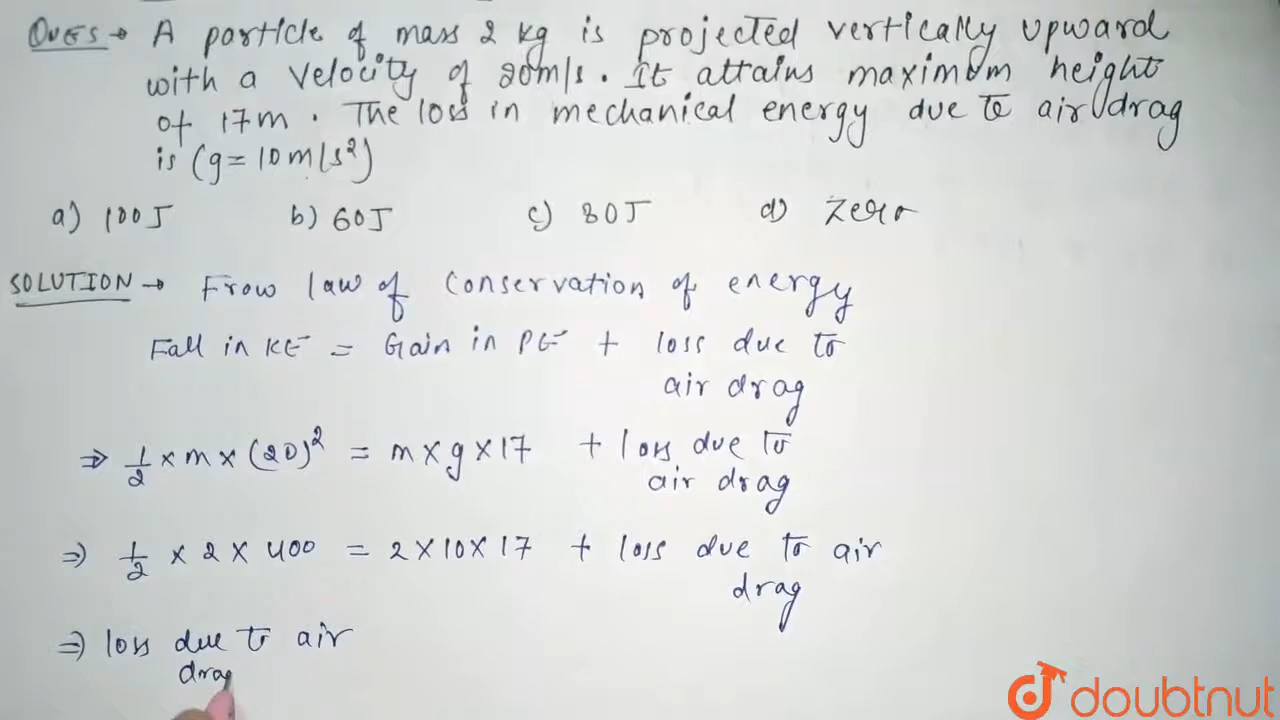 QUES → A particle of mass 2 kg is projected vertically upward
with a velocity of 20m/s. It attains maximum height
of 17m. The loss in mechanical energy due to air drag
is (g=10m/s²)
a) 100J b) 60J c) 80J d) Zero
SOLUTION → From law of conservation of energy
Fall in KE = Gain in PE + loss due to
air drag
⇒ 1/2 × m × (20)² = m × g × 17 + loss due to
air drag
⇒ 1/2 × 2 × 400 = 2 × 10 × 17 + loss due to air
drag
⇒ loss due to air
drag
doubtnut